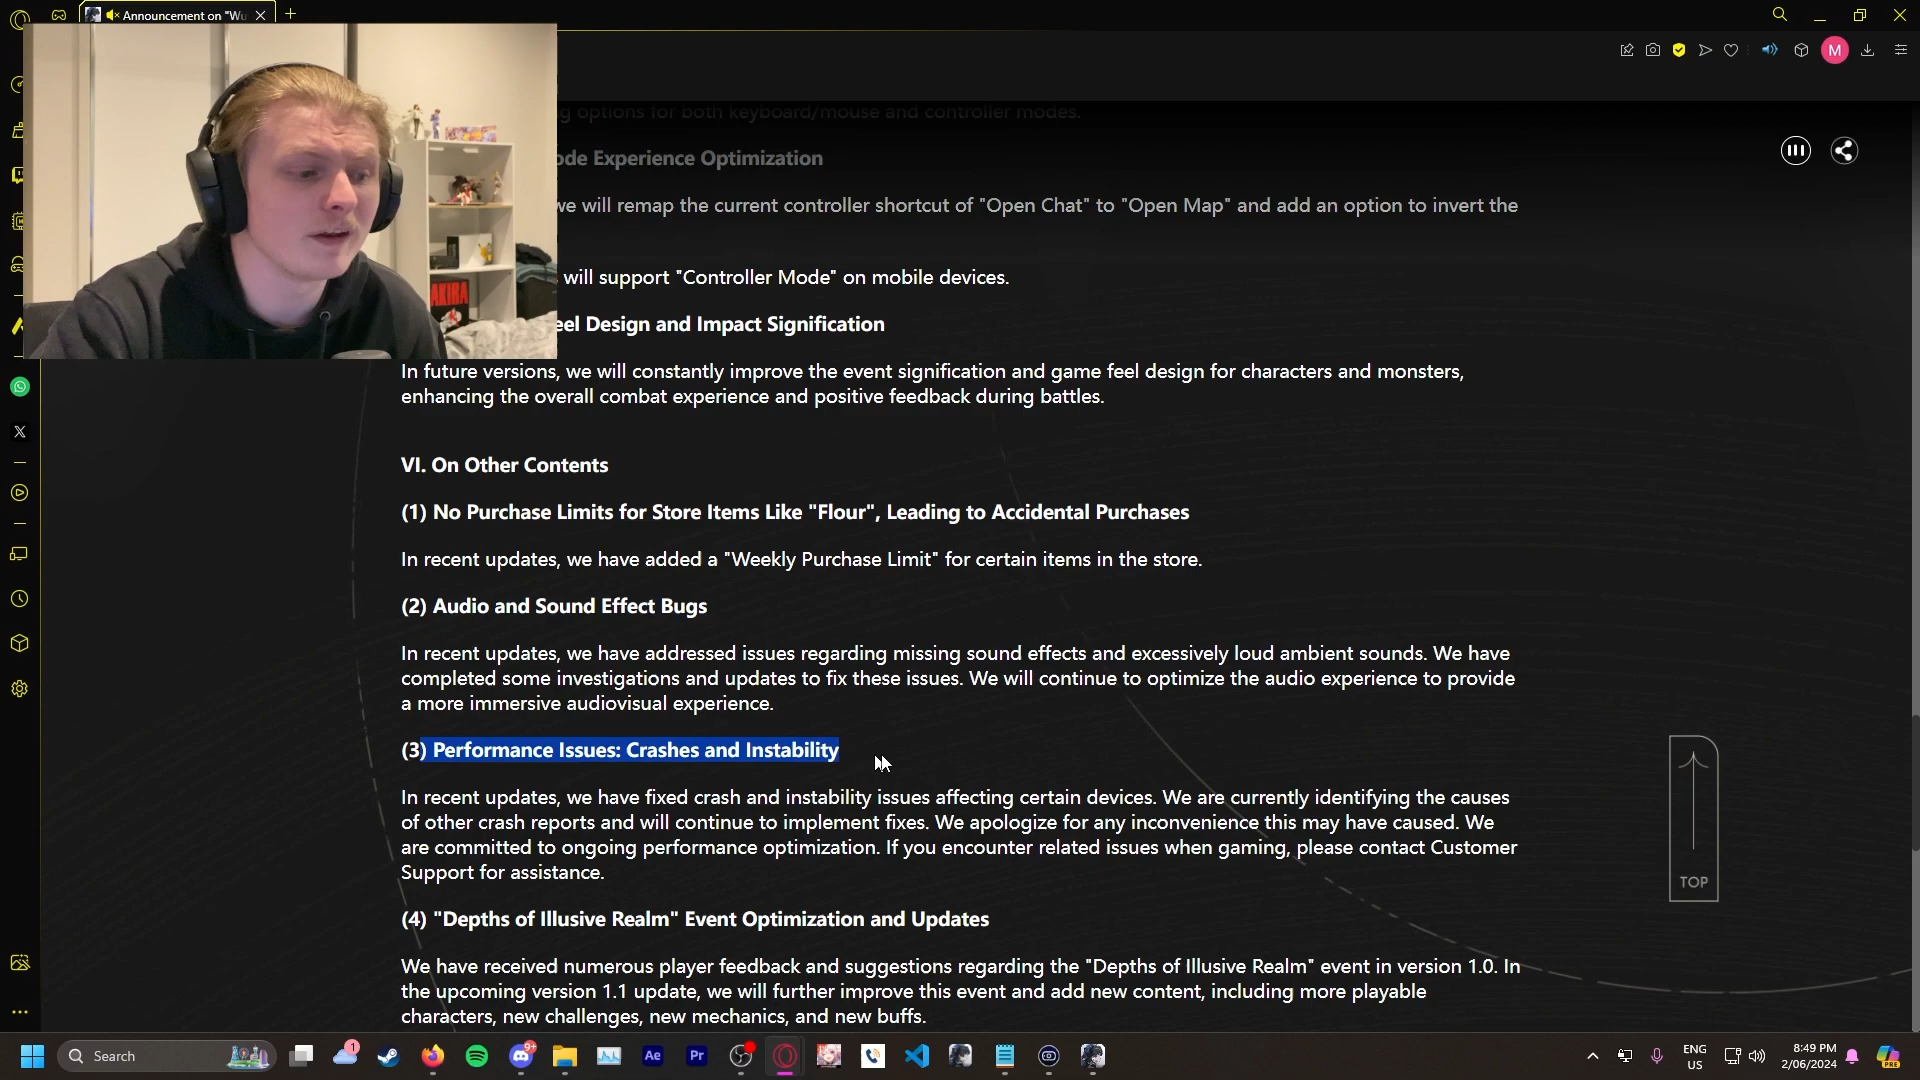 Announcement on "Wu
M
g options for both keyboard/mouse and controller modes.
ode Experience Optimization
we will remap the current controller shortcut of "Open Chat" to "Open Map" and add an option to invert the
will support "Controller Mode" on mobile devices.
eel Design and Impact Signification
In future versions, we will constantly improve the event signification and game feel design for characters and monsters,
enhancing the overall combat experience and positive feedback during battles.
VI. On Other Contents
(1) No Purchase Limits for Store Items Like "Flour", Leading to Accidental Purchases
In recent updates, we have added a "Weekly Purchase Limit" for certain items in the store.
(2) Audio and Sound Effect Bugs
In recent updates, we have addressed issues regarding missing sound effects and excessively loud ambient sounds. We have
completed some investigations and updates to fix these issues. We will continue to optimize the audio experience to provide
a more immersive audiovisual experience.
(3) Performance Issues: Crashes and Instability
In recent updates, we have fixed crash and instability issues affecting certain devices. We are currently identifying the causes
of other crash reports and will continue to implement fixes. We apologize for any inconvenience this may have caused. We
are committed to ongoing performance optimization. If you encounter related issues when gaming, please contact Customer
Support for assistance.
(4) "Depths of Illusive Realm" Event Optimization and Updates
We have received numerous player feedback and suggestions regarding the "Depths of Illusive Realm" event in version 1.0. In
the upcoming version 1.1 update, we will further improve this event and add new content, including more playable
characters, new challenges, new mechanics, and new buffs.
TOP
AKIRA
Search
1
9+
Ae
Pr
ENG
US
8:49 PM
2/06/2024
PRE